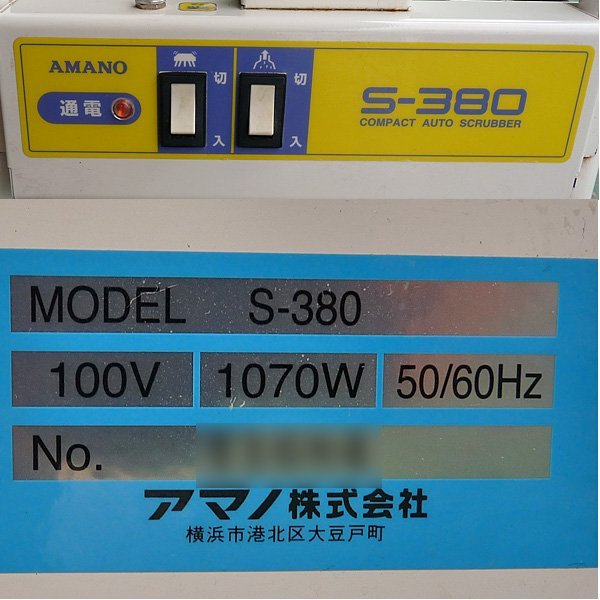 AMANO
通電
切
入
切
入
S-380
COMPACT AUTO SCRUBBER
MODEL S-380
100V 1070W 50/60Hz
No.
アマノ株式会社
横浜市港北区大豆戸町